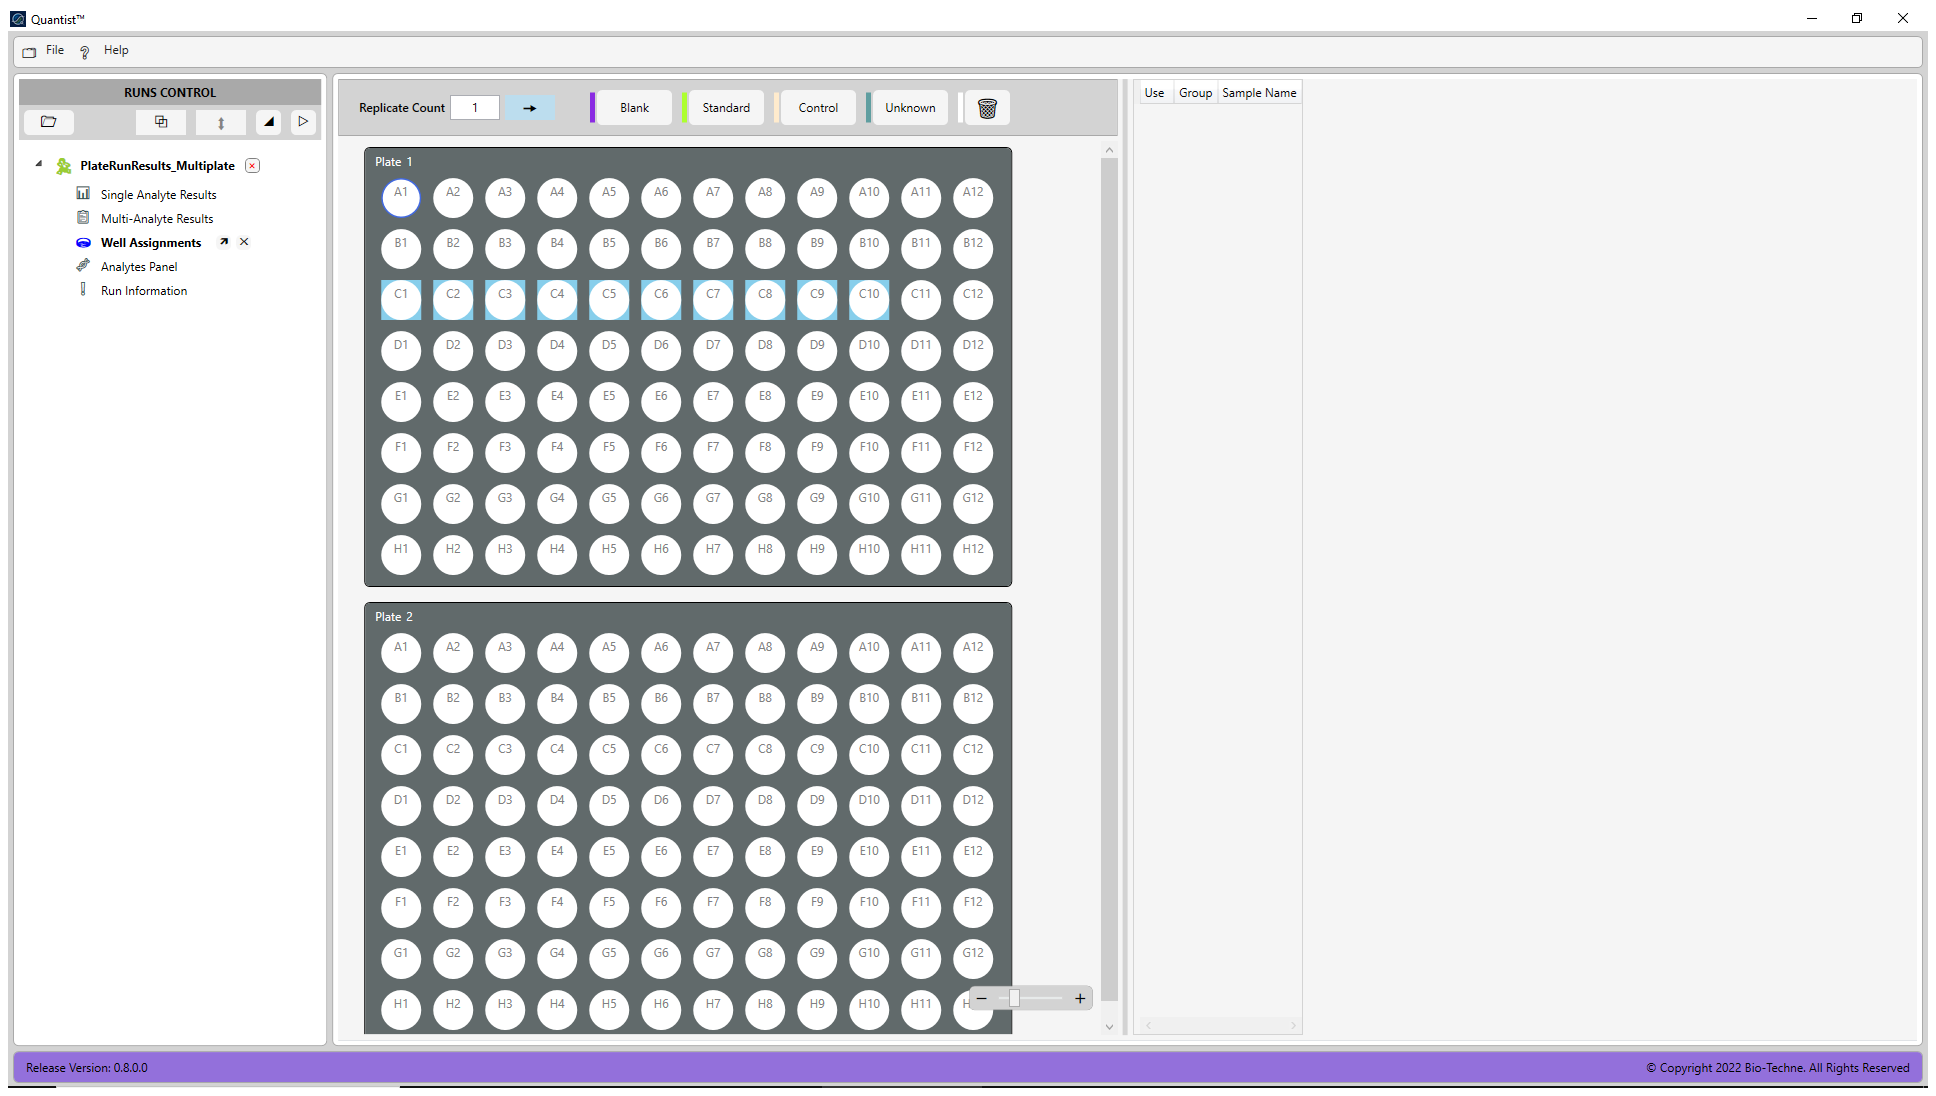 Quantist™
File Help
RUNS CONTROL
PlateRunResults_Multiplate
Single Analyte Results
Multi-Analyte Results
Well Assignments
Analytes Panel
Run Information
Replicate Count 1 Blank Standard Control Unknown
Plate 1
A1 A2 A3 A4 A5 A6 A7 A8 A9 A10 A11 A12
B1 B2 B3 B4 B5 B6 B7 B8 B9 B10 B11 B12
C1 C2 C3 C4 C5 C6 C7 C8 C9 C10 C11 C12
D1 D2 D3 D4 D5 D6 D7 D8 D9 D10 D11 D12
E1 E2 E3 E4 E5 E6 E7 E8 E9 E10 E11 E12
F1 F2 F3 F4 F5 F6 F7 F8 F9 F10 F11 F12
G1 G2 G3 G4 G5 G6 G7 G8 G9 G10 G11 G12
H1 H2 H3 H4 H5 H6 H7 H8 H9 H10 H11 H12
Plate 2
A1 A2 A3 A4 A5 A6 A7 A8 A9 A10 A11 A12
B1 B2 B3 B4 B5 B6 B7 B8 B9 B10 B11 B12
C1 C2 C3 C4 C5 C6 C7 C8 C9 C10 C11 C12
D1 D2 D3 D4 D5 D6 D7 D8 D9 D10 D11 D12
E1 E2 E3 E4 E5 E6 E7 E8 E9 E10 E11 E12
F1 F2 F3 F4 F5 F6 F7 F8 F9 F10 F11 F12
G1 G2 G3 G4 G5 G6 G7 G8 G9 G10 G11 G12
H1 H2 H3 H4 H5 H6 H7 H8 H9 H10 H11
Use Group Sample Name
Release Version: 0.8.0.0
© Copyright 2022 Bio-Techne. All Rights Reserved